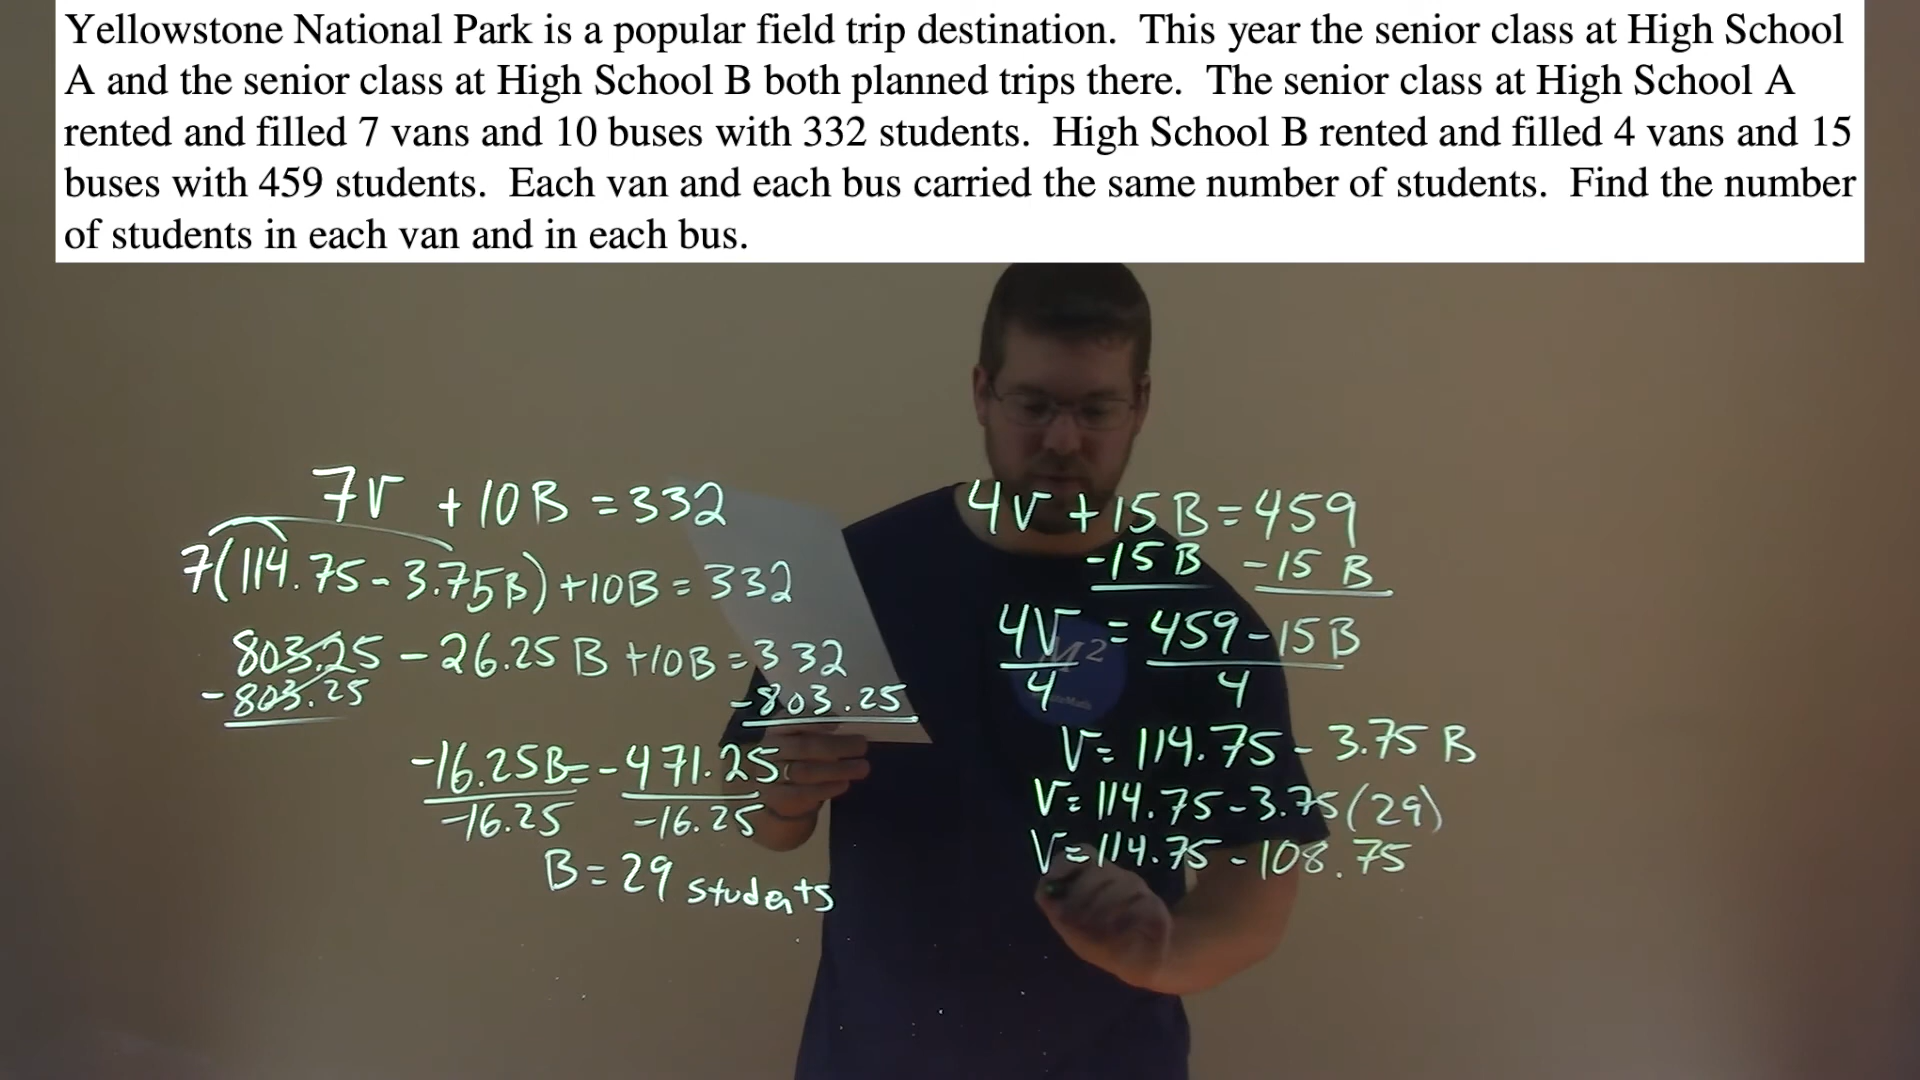 Yellowstone National Park is a popular field trip destination. This year the senior class at High School
A and the senior class at High School B both planned trips there. The senior class at High School A
rented and filled 7 vans and 10 buses with 332 students. High School B rented and filled 4 vans and 15
buses with 459 students. Each van and each bus carried the same number of students. Find the number
of students in each van and in each bus.
7V + 10B = 332
7(114.75 - 3.75B) + 10B = 332
803.25 - 26.25B + 10B = 332
-803.25 -803.25
-16.25B = -471.25
-16.25 -16.25
B = 29 students
4V + 15B = 459
-15B -15B
4V = 459 - 15B
4 4
V = 114.75 - 3.75B
V = 114.75 - 3.75(29)
V = 114.75 - 108.75
M2